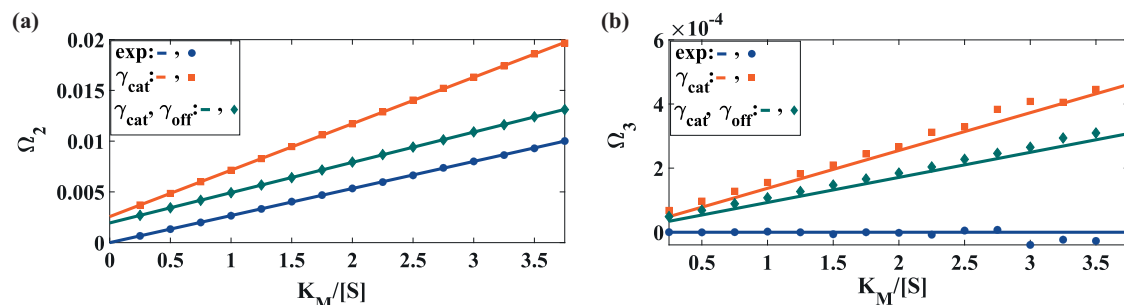 (a)
0.02
0.015
0.01
0.005
0
Ω₂
exp: – , ●
γcat: – , ■
γcat, γoff: – , ◆
0 0.5 1 1.5 2 2.5 3 3.5
K_M/[S]
(b)
×10⁻⁴
6
4
2
0
Ω₃
exp: – , ●
γcat: – , ■
γcat, γoff: – , ◆
0.5 1 1.5 2 2.5 3 3.5
K_M/[S]